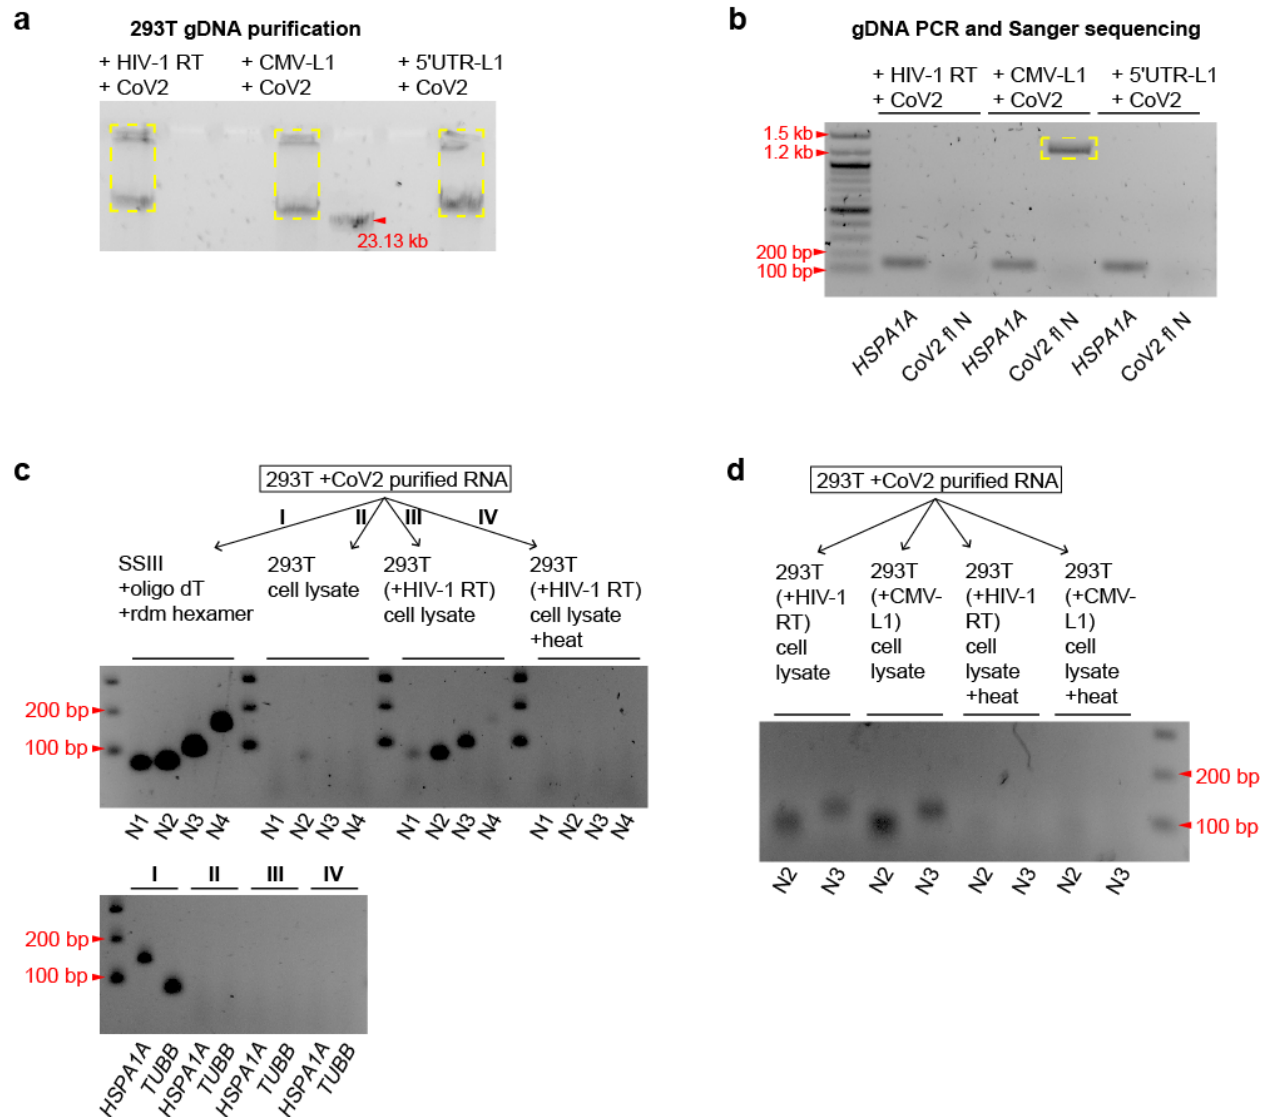 a
293T gDNA purification
+ HIV-1 RT
+ CoV2
+ CMV-L1
+ CoV2
+ 5'UTR-L1
+ CoV2
23.13 kb
b
gDNA PCR and Sanger sequencing
+ HIV-1 RT
+ CoV2
+ CMV-L1
+ CoV2
+ 5'UTR-L1
+ CoV2
1.5 kb
1.2 kb
200 bp
100 bp
HSPA1A
CoV2 fl N
HSPA1A
CoV2 fl N
HSPA1A
CoV2 fl N
c
293T +CoV2 purified RNA
I
II
III
IV
SSIII
+oligo dT
+rdm hexamer
293T
cell lysate
293T
(+HIV-1 RT)
cell lysate
293T
(+HIV-1 RT)
cell lysate
+heat
200 bp
100 bp
N1 N2 N3 N4
N1 N2 N3 N4
N1 N2 N3 N4
N1 N2 N3 N4
I II III IV
200 bp
100 bp
HSPA1A
TUBB
HSPA1A
TUBB
HSPA1A
TUBB
HSPA1A
TUBB
d
293T +CoV2 purified RNA
293T
(+HIV-1
RT)
cell
lysate
293T
(+CMV-
L1)
cell
lysate
293T
(+HIV-1
RT)
cell
lysate
+heat
293T
(+CMV-
L1)
cell
lysate
+heat
200 bp
100 bp
N2 N3 N2 N3 N2 N3 N2 N3